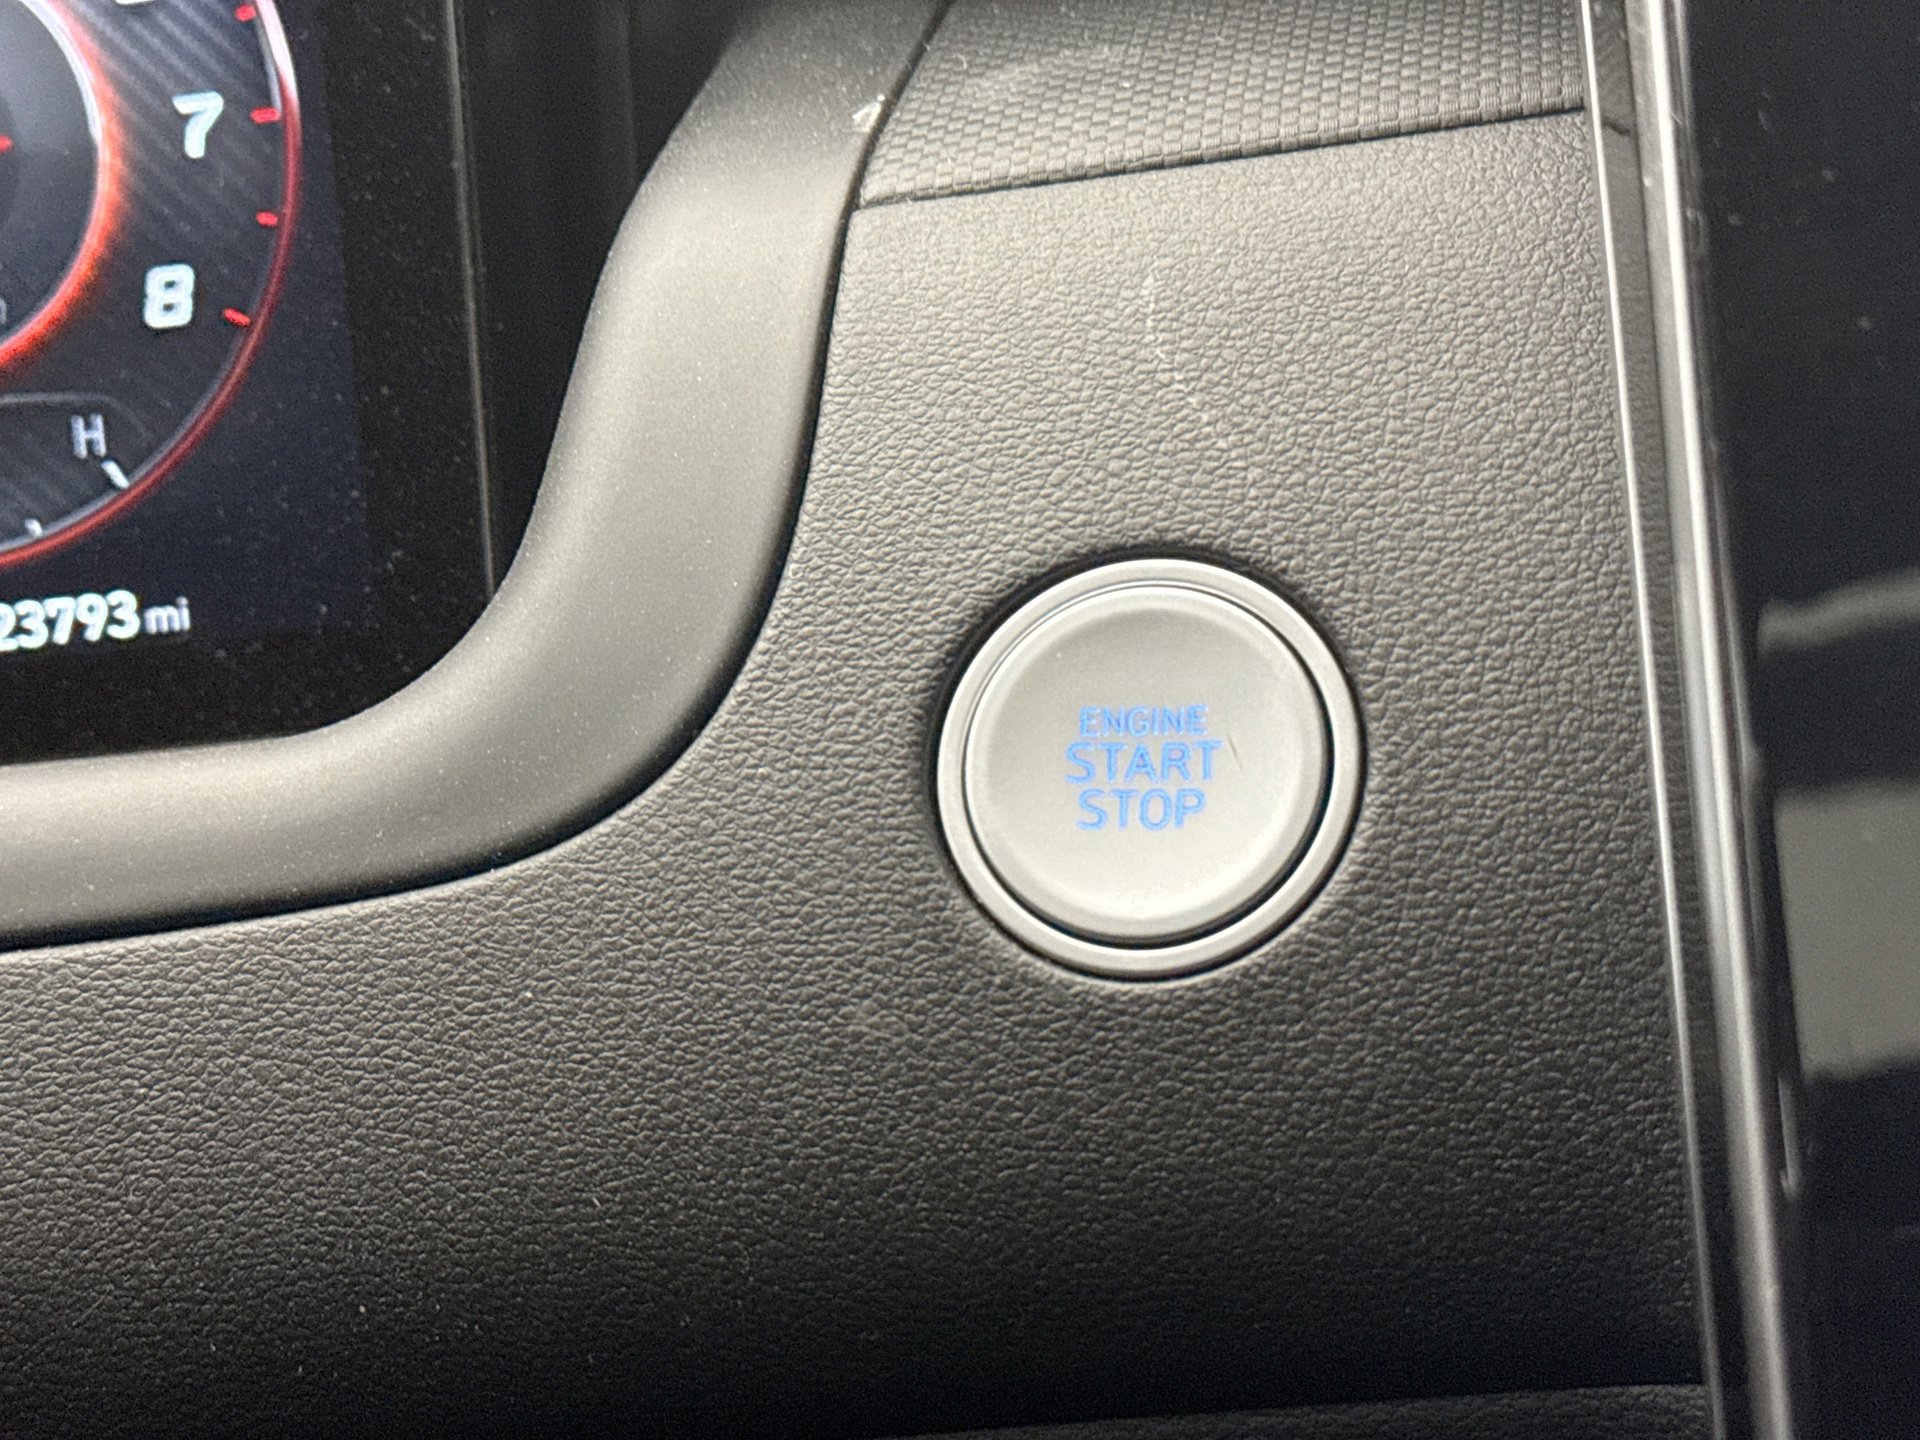 7
8
H
23793 mi
ENGINE
START
STOP